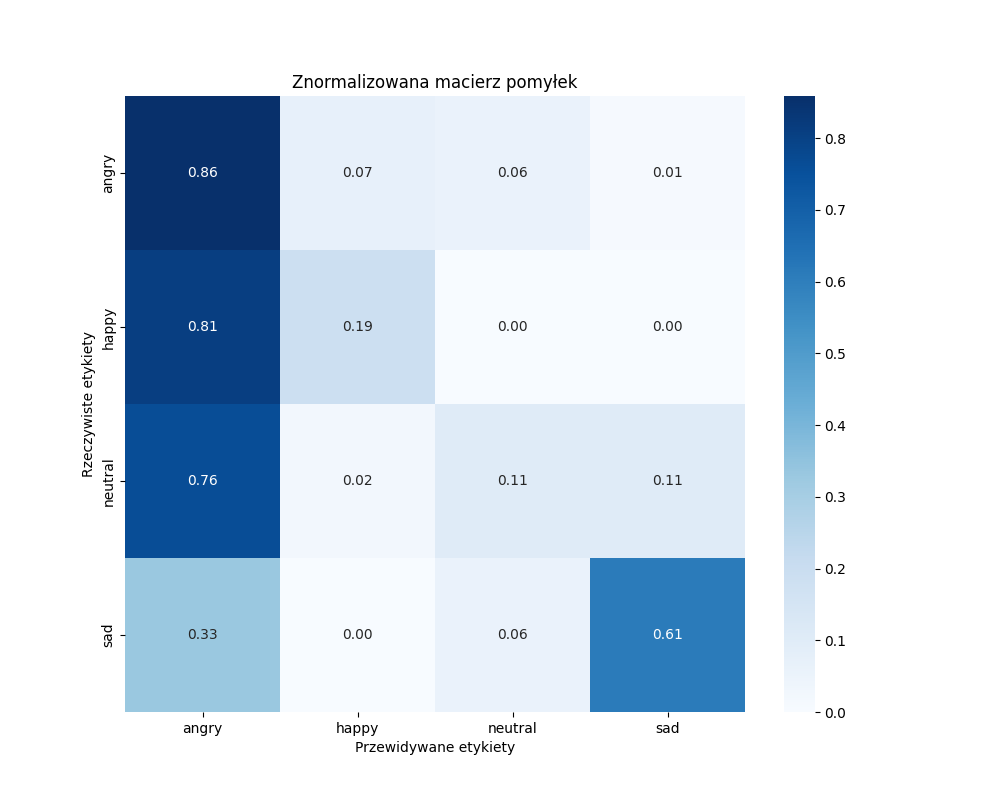 Znormalizowana macierz pomyłek
Rzeczywiste etykiety
angry
0.86 0.07 0.06 0.01
happy
0.81 0.19 0.00 0.00
neutral
0.76 0.02 0.11 0.11
sad
0.33 0.00 0.06 0.61
angry happy neutral sad
Przewidywane etykiety
0.8
0.7
0.6
0.5
0.4
0.3
0.2
0.1
0.0